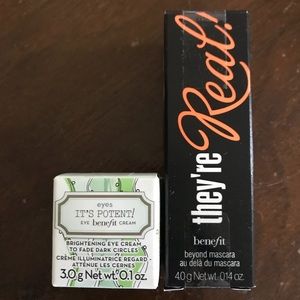 eyes
IT'S POTENT!
EYE benefit CREAM
BRIGHTENING EYE CREAM
TO FADE DARK CIRCLES
CRÈME ILLUMINATRICE REGARD
ATTÉNUE LES CERNES
3.0 g Net wt. 0.1 oz.
they're Real!
benefit
beyond mascara
au delà du mascara
4.0 g Net wt. 0.14 oz.